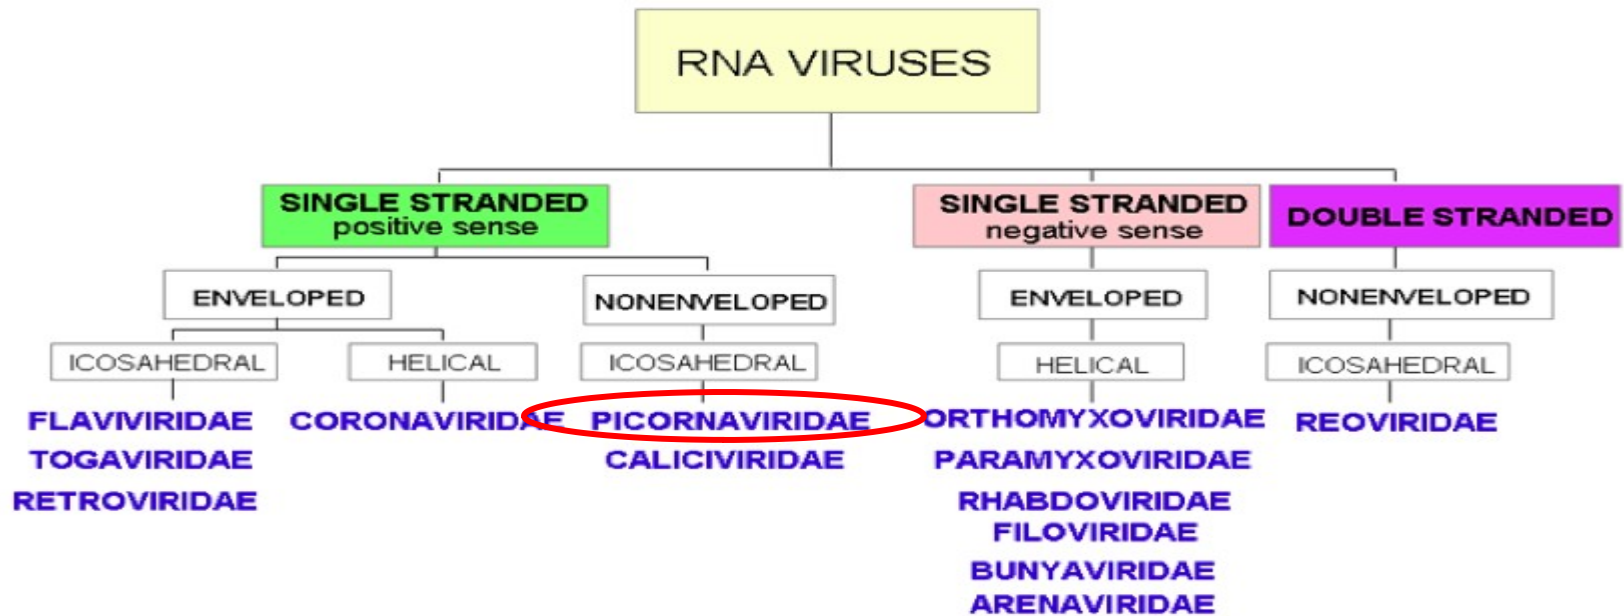 RNA VIRUSES
SINGLE STRANDED
positive sense
SINGLE STRANDED
negative sense
DOUBLE STRANDED
ENVELOPED
NONENVELOPED
ENVELOPED
NONENVELOPED
ICOSAHEDRAL
HELICAL
ICOSAHEDRAL
HELICAL
ICOSAHEDRAL
FLAVIVIRIDAE
CORONAVIRIDAE
PICORNAVIRIDAE
ORTHOMYXOVIRIDAE
REOVIRIDAE
TOGAVIRIDAE
CALICIVIRIDAE
PARAMYXOVIRIDAE
RETROVIRIDAE
RHABDOVIRIDAE
FILOVIRIDAE
BUNYAVIRIDAE
ARENAVIRIDAE